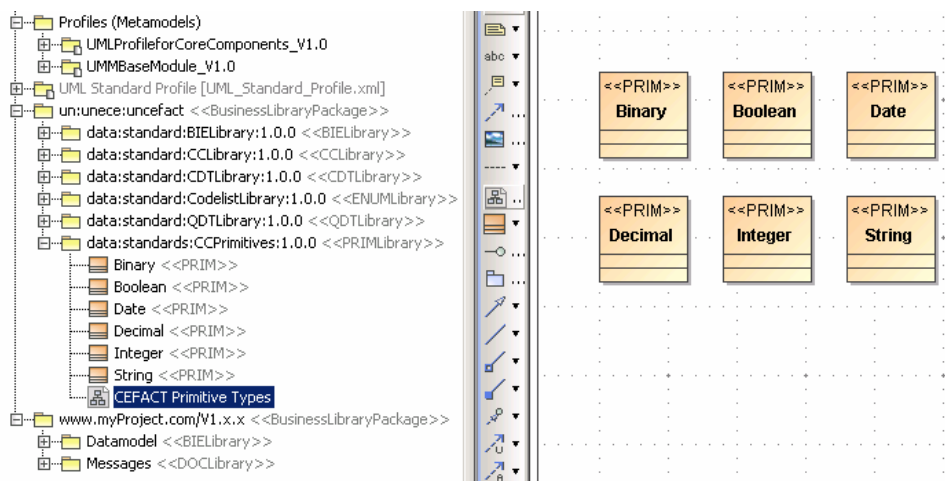 Profiles (Metamodels)
UMLProfileforCoreComponents_V1.0
UMMBaseModule_V1.0
UML Standard Profile [UML_Standard_Profile.xml]
un:unece:uncefact <<BusinessLibraryPackage>>
data:standard:BIELibrary:1.0.0 <<BIELibrary>>
data:standard:CCLibrary:1.0.0 <<CCLibrary>>
data:standard:CDTLibrary:1.0.0 <<CDTLibrary>>
data:standard:CodelistLibrary:1.0.0 <<ENUMLibrary>>
data:standard:QDTLibrary:1.0.0 <<QDTLibrary>>
data:standards:CCPrimitives:1.0.0 <<PRIMLibrary>>
Binary <<PRIM>>
Boolean <<PRIM>>
Date <<PRIM>>
Decimal <<PRIM>>
Integer <<PRIM>>
String <<PRIM>>
CEFACT Primitive Types
www.myProject.com/V1.x.x <<BusinessLibraryPackage>>
Datamodel <<BIELibrary>>
Messages <<DOCLibrary>>
abc
U
A
<<PRIM>> <<PRIM>> <<PRIM>>
Binary Boolean Date
<<PRIM>> <<PRIM>> <<PRIM>>
Decimal Integer String